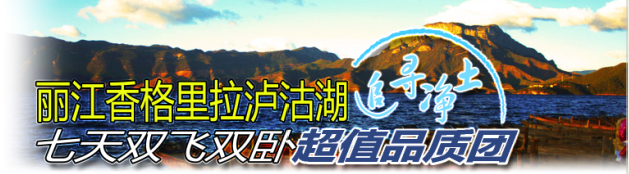 丽江香格里拉泸沽湖
追寻净土
七天双飞双卧超值品质团